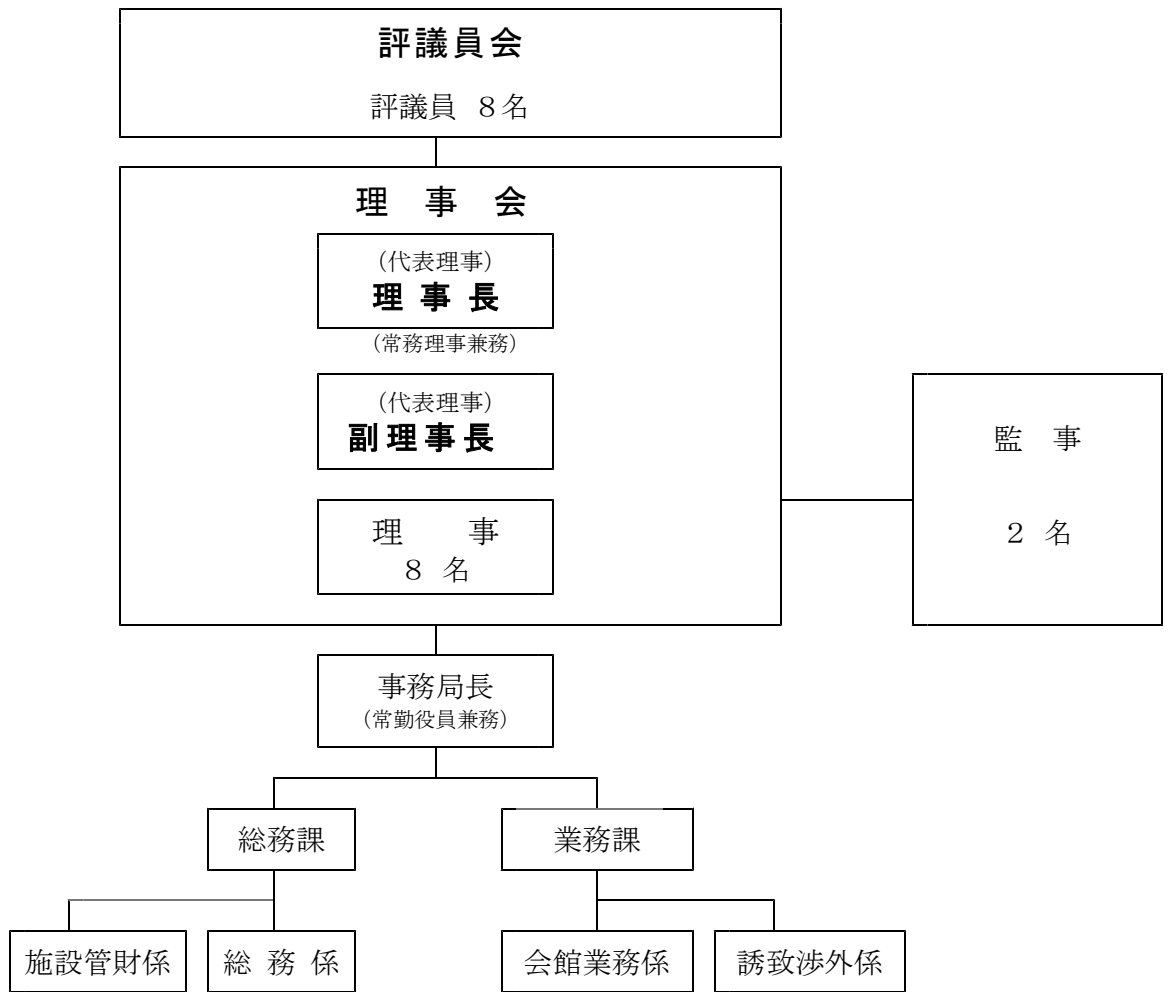 評議員会
評議員 ８名
理 事 会
（代表理事）
理 事 長
（常務理事兼務）
（代表理事）
副理事長
理 事
８ 名
監 事
２ 名
事務局長
（常勤役員兼務）
総務課
業務課
施設管財係
総 務 係
会館業務係
誘致渉外係